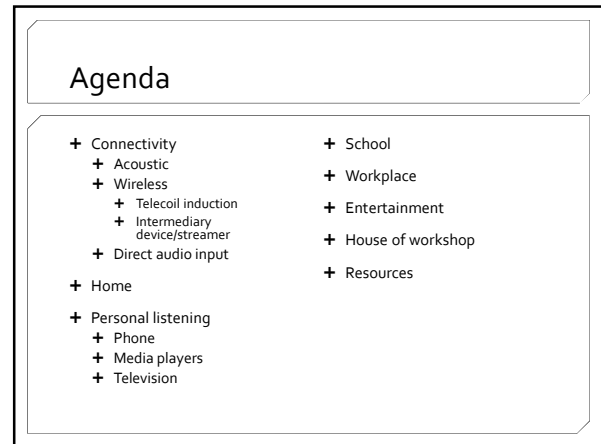 Agenda
+ Connectivity
+ Acoustic
+ Wireless
+ Telecoil induction
+ Intermediary
device/streamer
+ Direct audio input
+ Home
+ Personal listening
+ Phone
+ Media players
+ Television
+ School
+ Workplace
+ Entertainment
+ House of workshop
+ Resources